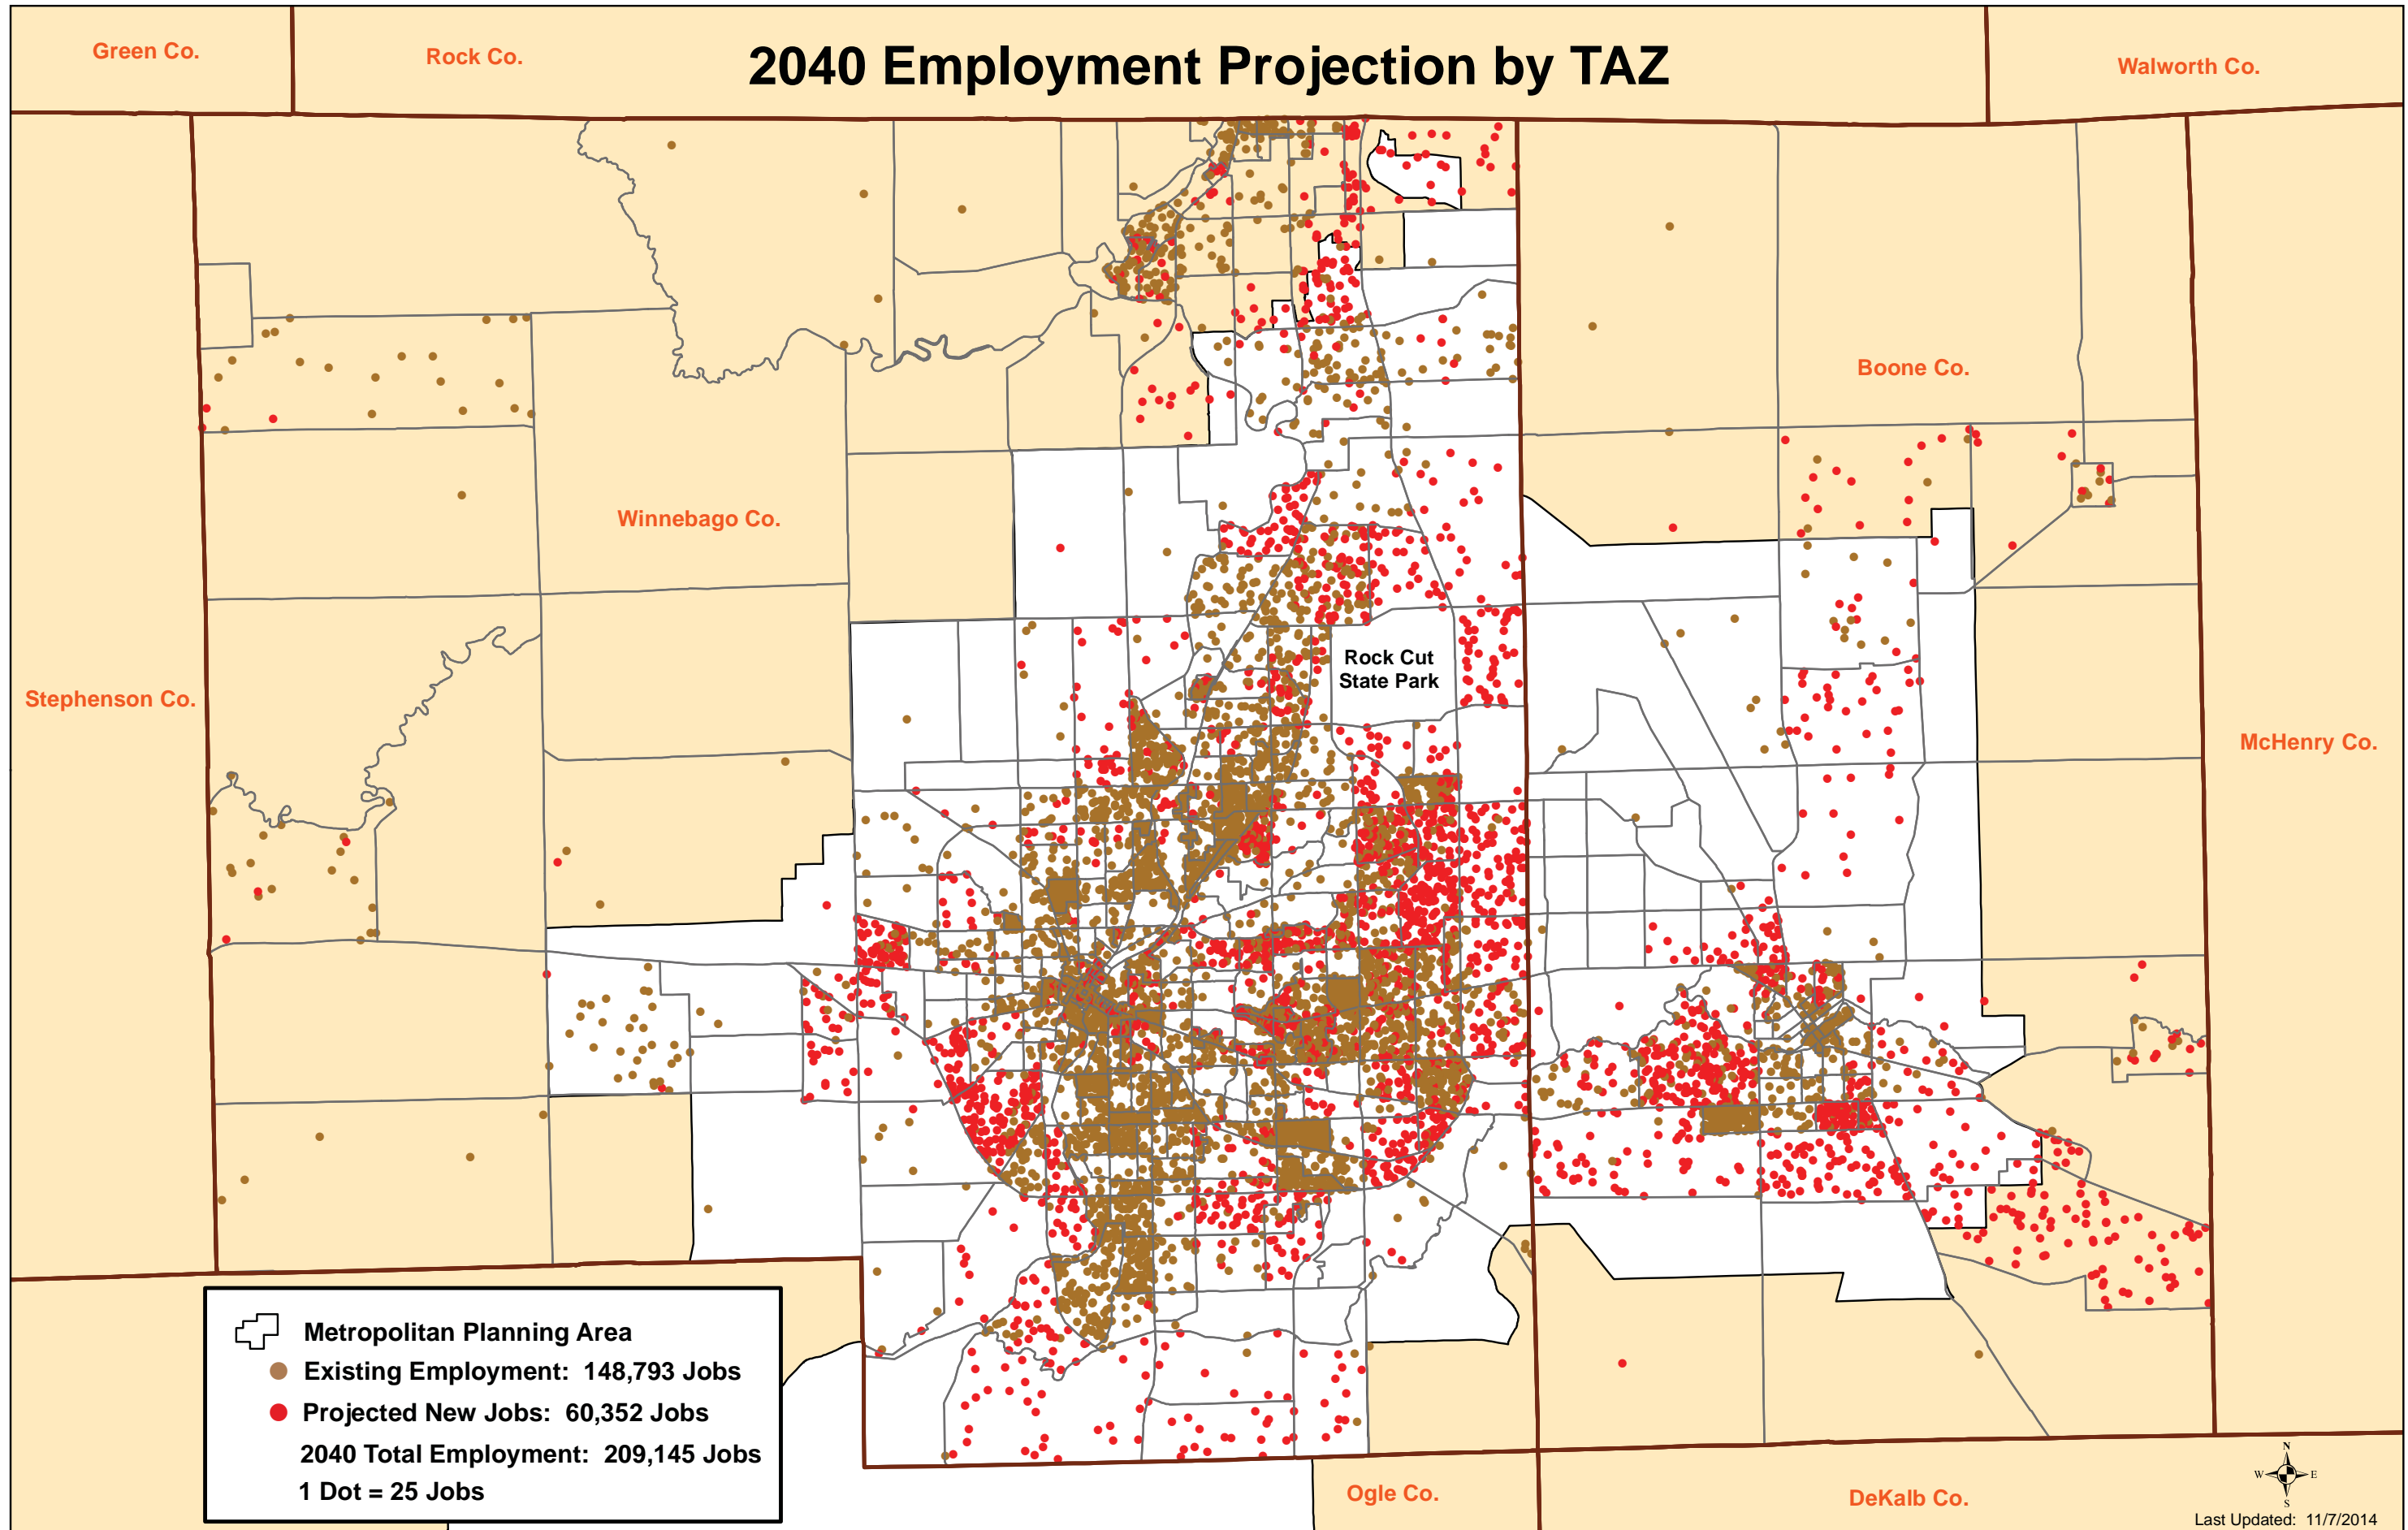 2040 Employment Projection by TAZ
Green Co.
Rock Co.
Walworth Co.
Boone Co.
Winnebago Co.
Rock Cut
State Park
Stephenson Co.
McHenry Co.
Metropolitan Planning Area
Existing Employment: 148,793 Jobs
Projected New Jobs: 60,352 Jobs
2040 Total Employment: 209,145 Jobs
1 Dot = 25 Jobs
Ogle Co.
DeKalb Co.
N
W E
S
Last Updated: 11/7/2014